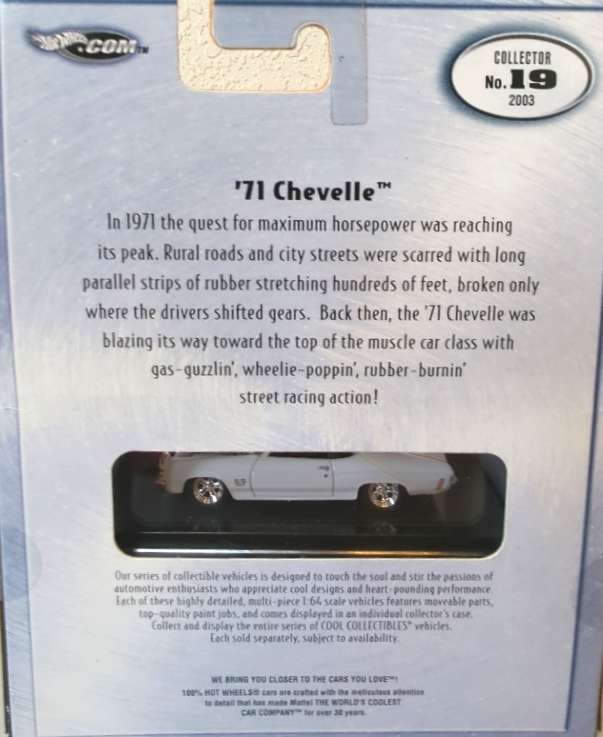 Hot Wheels.COM™
COLLECTOR
No. 19
2003
'71 Chevelle™
In 1971 the quest for maximum horsepower was reaching
its peak. Rural roads and city streets were scarred with long
parallel strips of rubber stretching hundreds of feet, broken only
where the drivers shifted gears. Back then, the '71 Chevelle was
blazing its way toward the top of the muscle car class with
gas-guzzlin', wheelie-poppin', rubber-burnin'
street racing action!
Our series of collectible vehicles is designed to touch the soul and stir the passions of
automotive enthusiasts who appreciate cool designs and heart-pounding performance.
Each of these highly detailed, multi-piece 1:64 scale vehicles features moveable parts,
top-quality paint jobs, and comes displayed in an individual collector's case.
Collect and display the entire series of COOL COLLECTIBLES® vehicles.
Each sold separately, subject to availability.
WE BRING YOU CLOSER TO THE CARS YOU LOVE™!
100% HOT WHEELS® cars are crafted with the meticulous attention
to detail that has made Mattel THE WORLD'S COOLEST
CAR COMPANY™ for over 30 years.